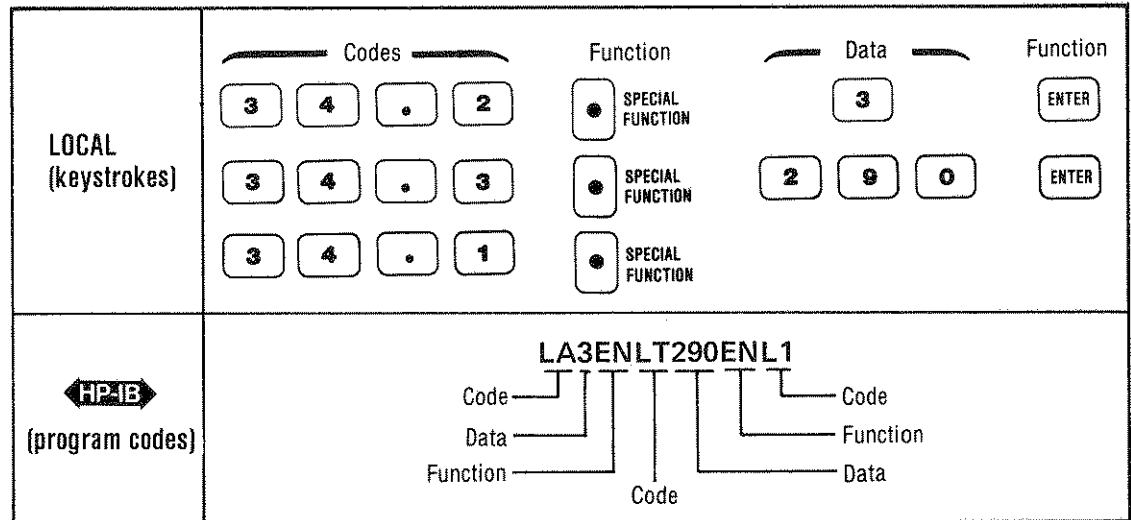 Codes Function Data Function
3 4 . 2 SPECIAL FUNCTION 3 ENTER
LOCAL (keystrokes)
3 4 . 3 SPECIAL FUNCTION 2 9 0 ENTER
3 4 . 1 SPECIAL FUNCTION
HP-IB
(program codes)
LA3ENLT290ENL1
Code Code
Data Function
Function Data
Code